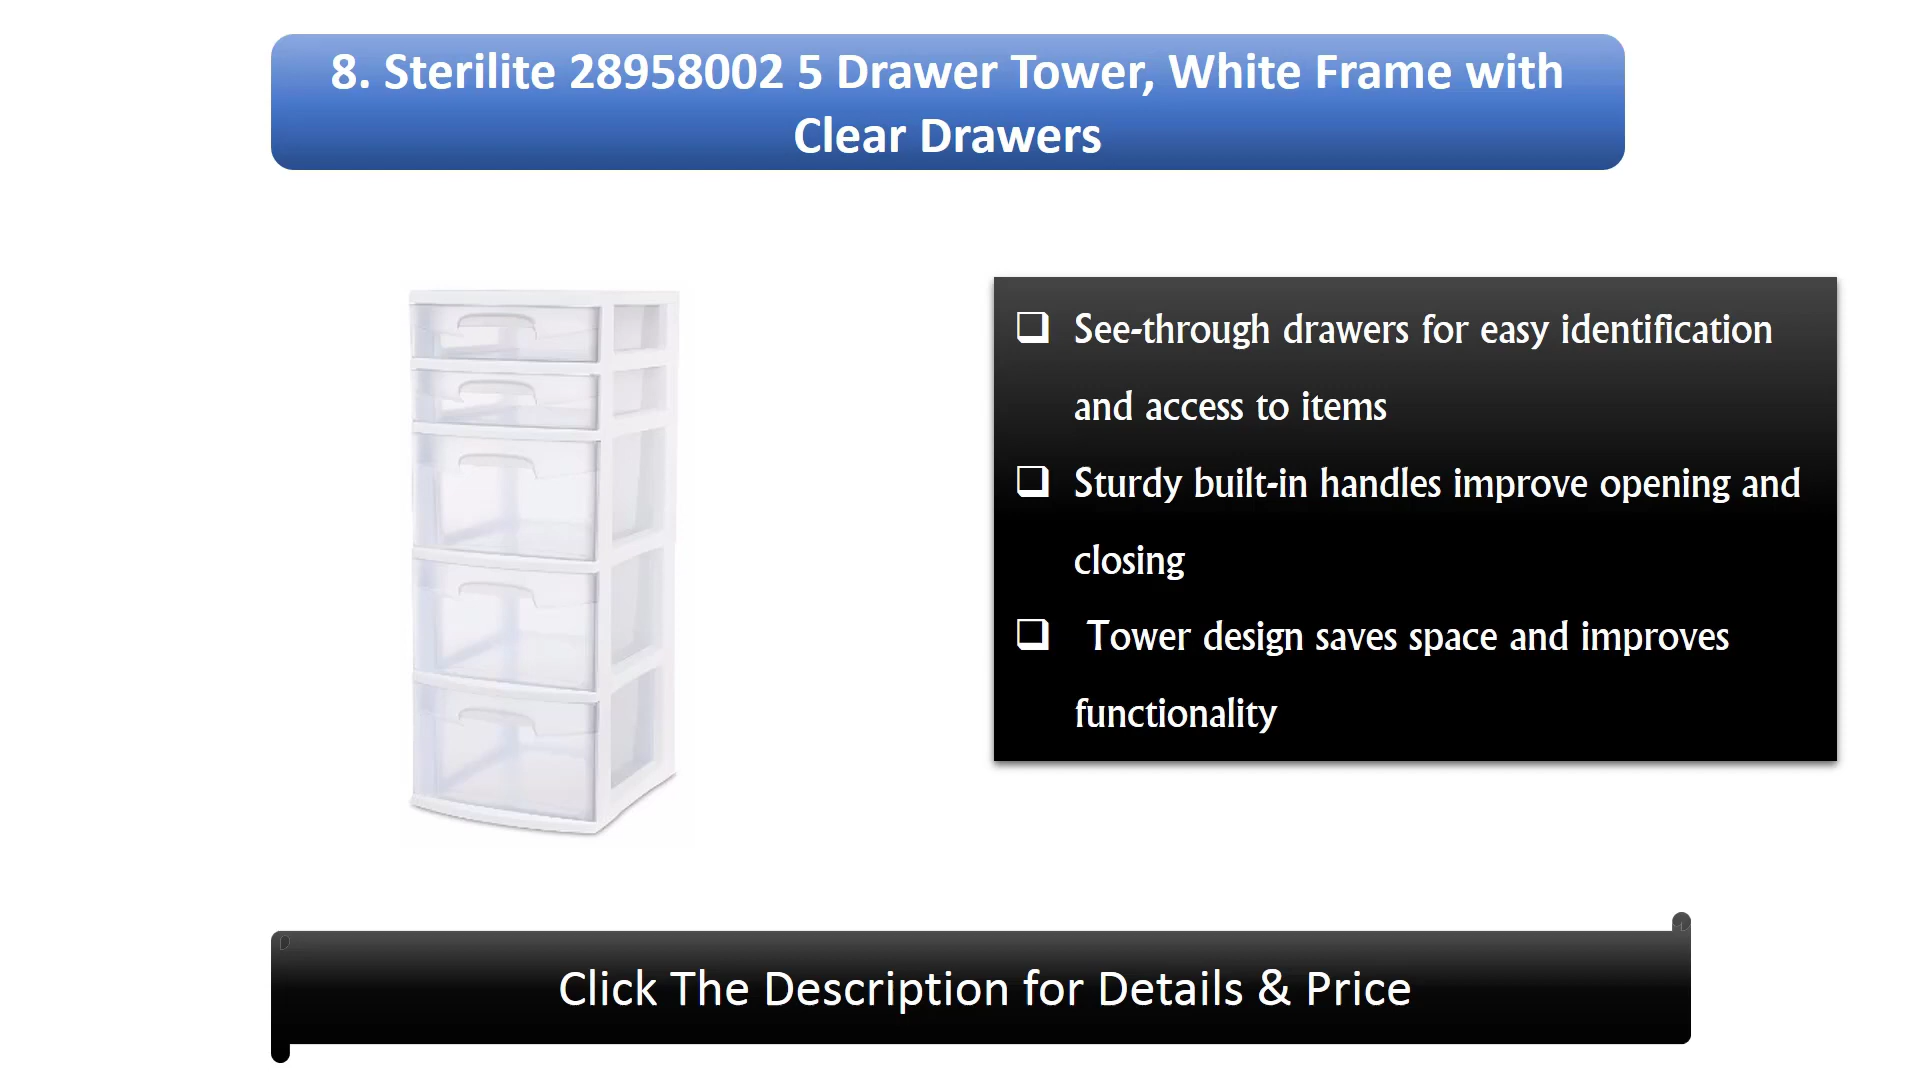 8. Sterilite 28958002 5 Drawer Tower, White Frame with
Clear Drawers
See-through drawers for easy identification
and access to items
Sturdy built-in handles improve opening and
closing
Tower design saves space and improves
functionality
Click The Description for Details & Price